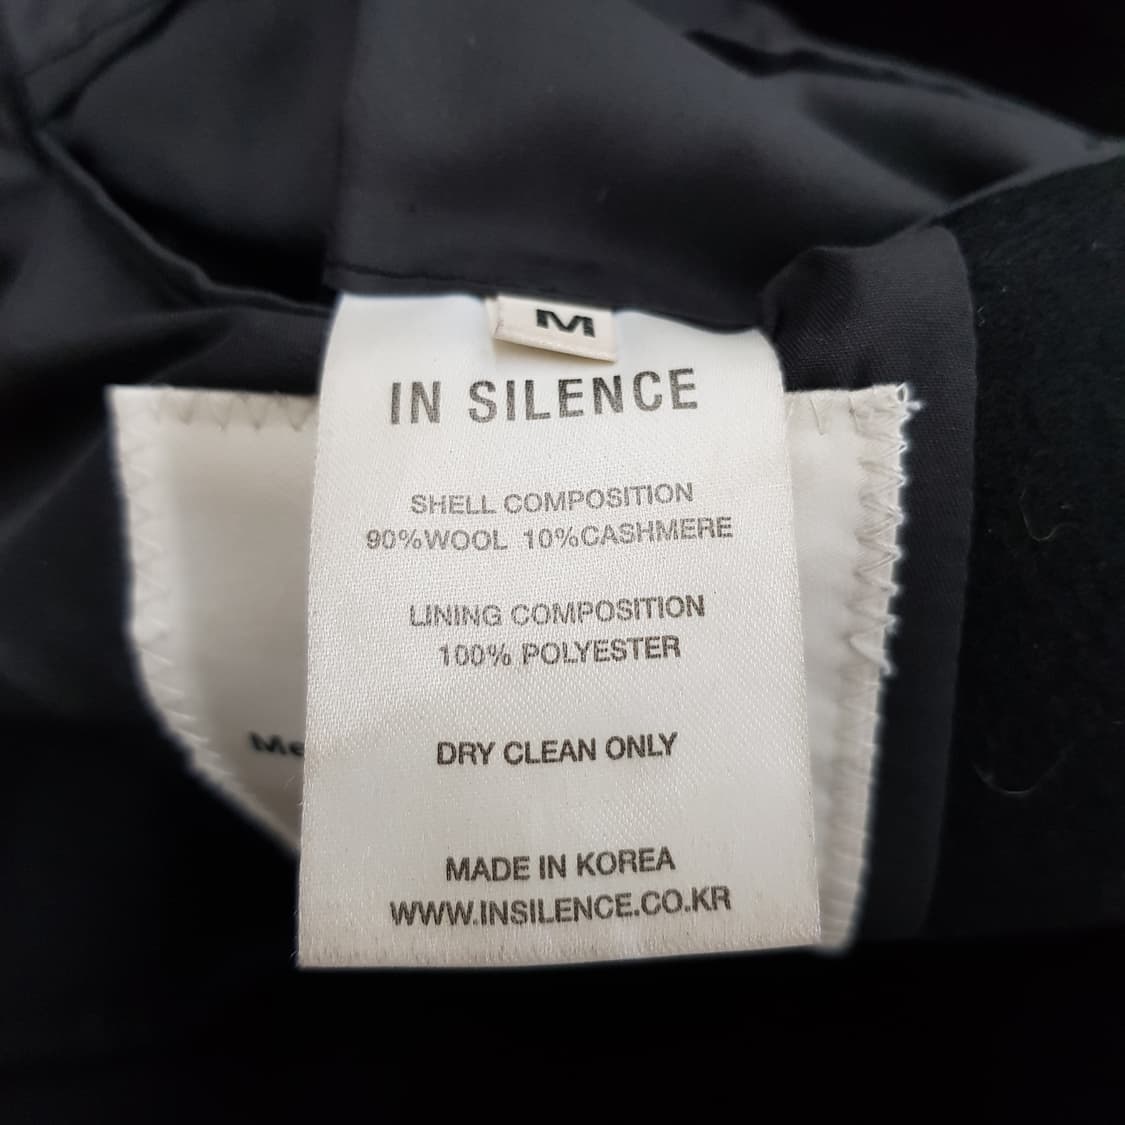 M
IN SILENCE
SHELL COMPOSITION
90%WOOL 10%CASHMERE
LINING COMPOSITION
100% POLYESTER
Me
DRY CLEAN ONLY
MADE IN KOREA
WWW.INSILENCE.CO.KR